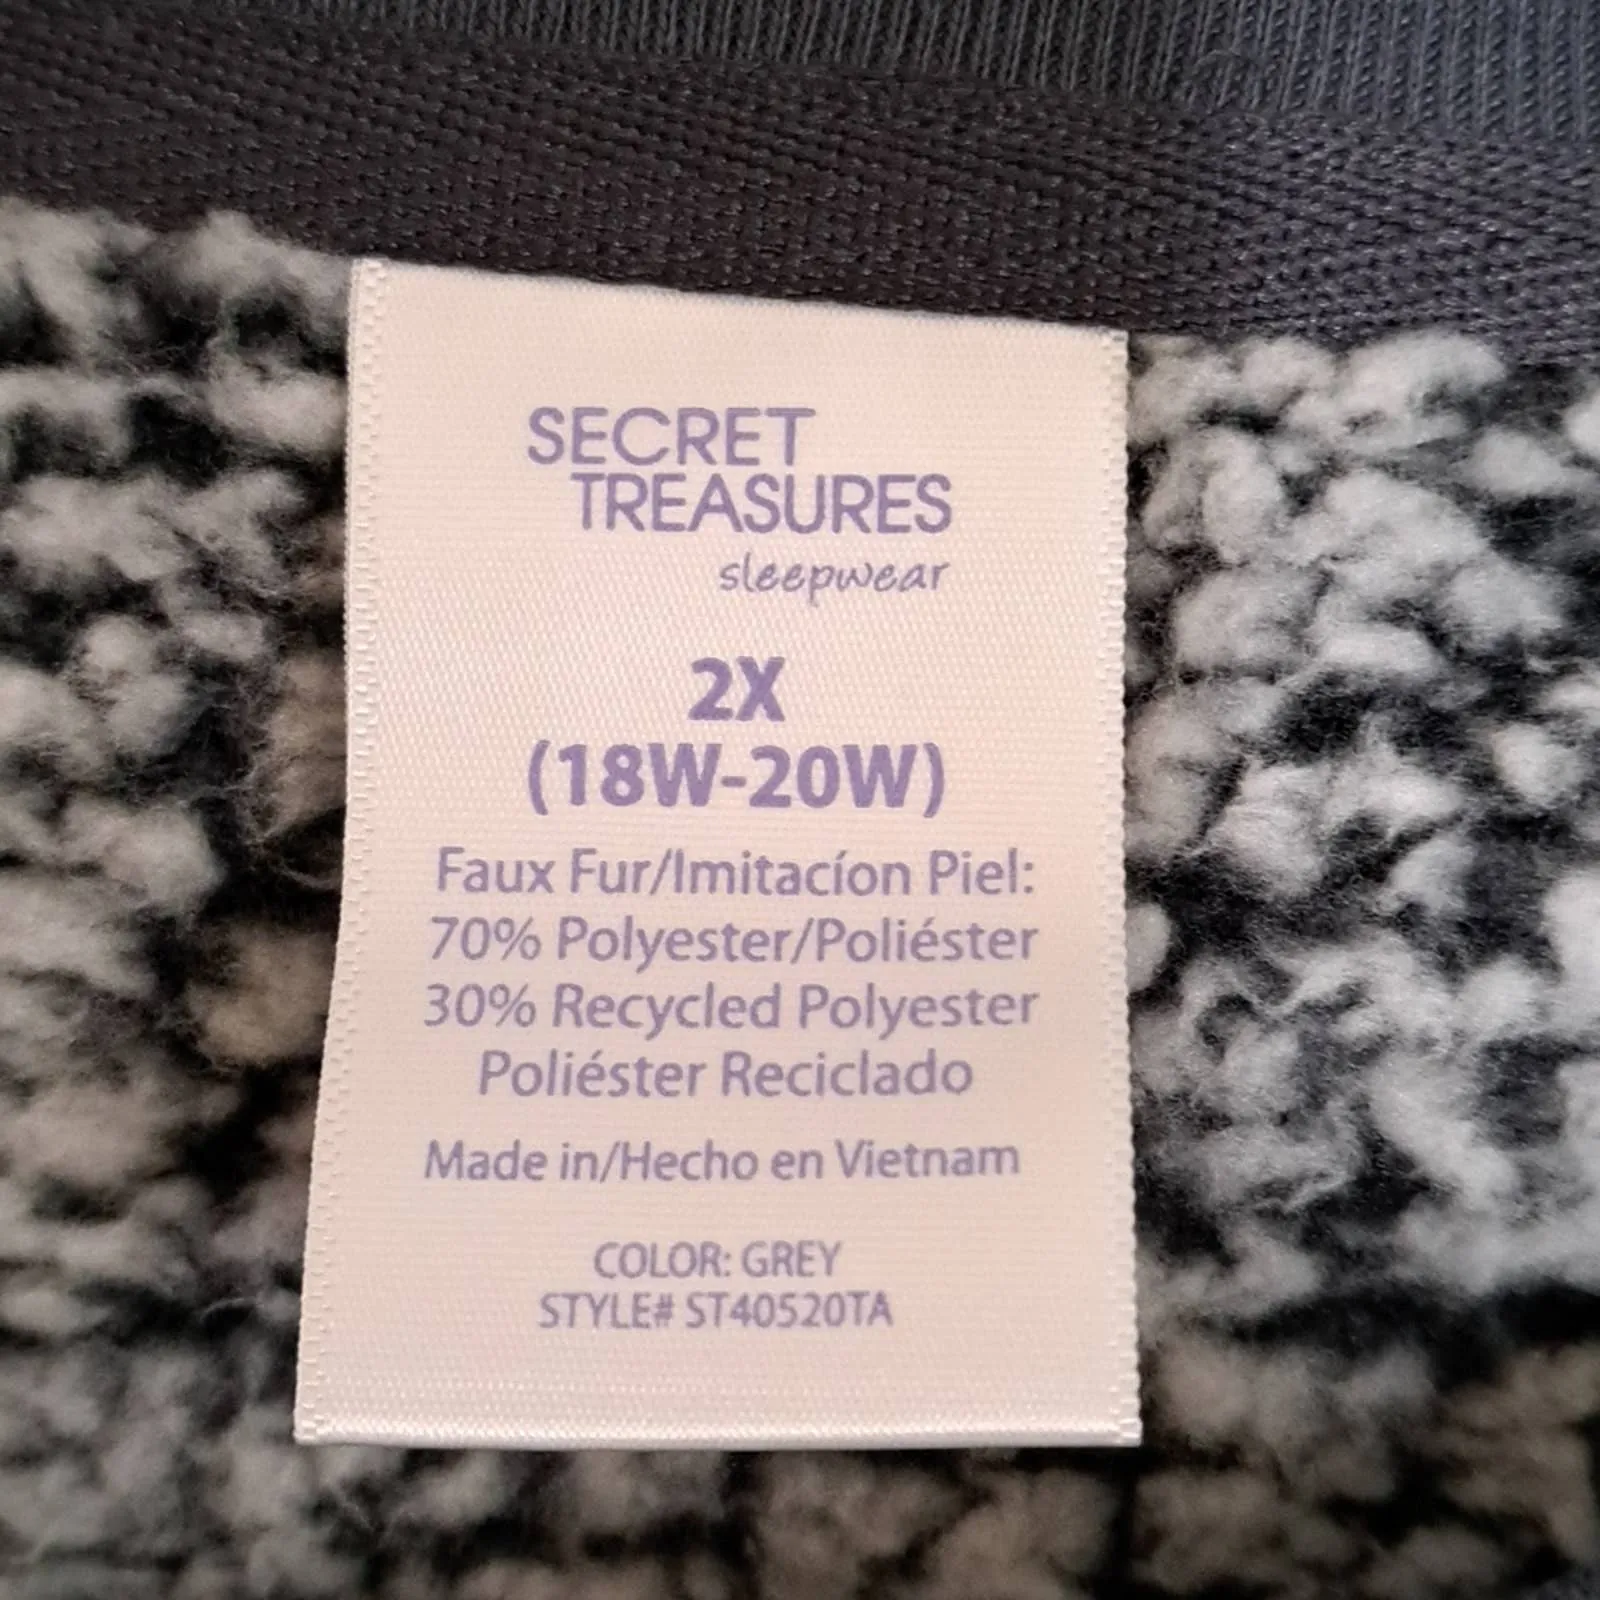 SECRET
TREASURES
sleepwear
2X
(18W-20W)
Faux Fur/Imitacíon Piel:
70% Polyester/Poliéster
30% Recycled Polyester
Poliéster Reciclado
Made in/Hecho en Vietnam
COLOR: GREY
STYLE# ST40520TA